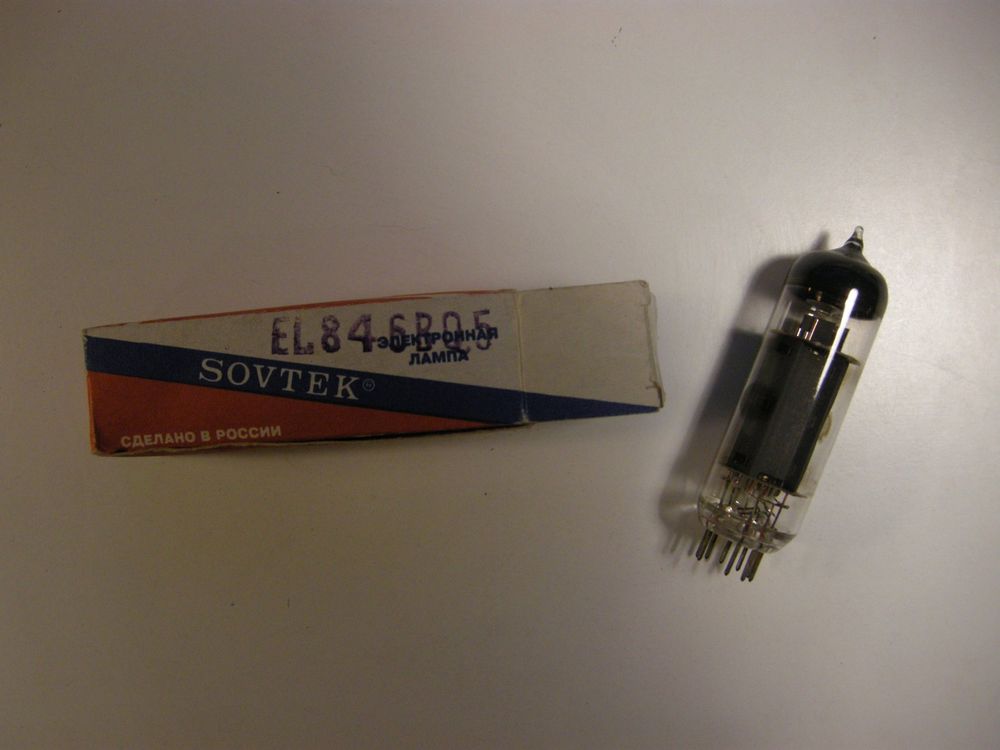 EL84 6BQ5
ЭЛЕКТРОННАЯ
ЛАМПА
SOVTEK®
СДЕЛАНО В РОССИИ